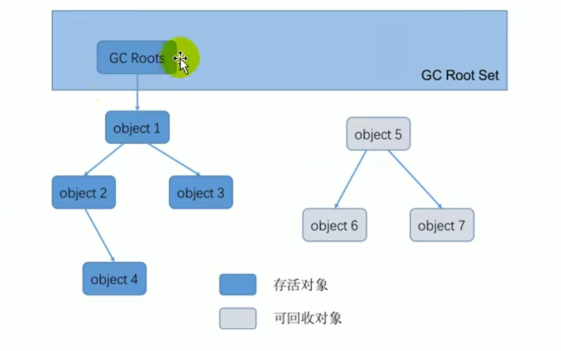 GC Roots
GC Root Set
object 1
object 5
object 2
object 3
object 6
object 7
object 4
存活对象
可回收对象